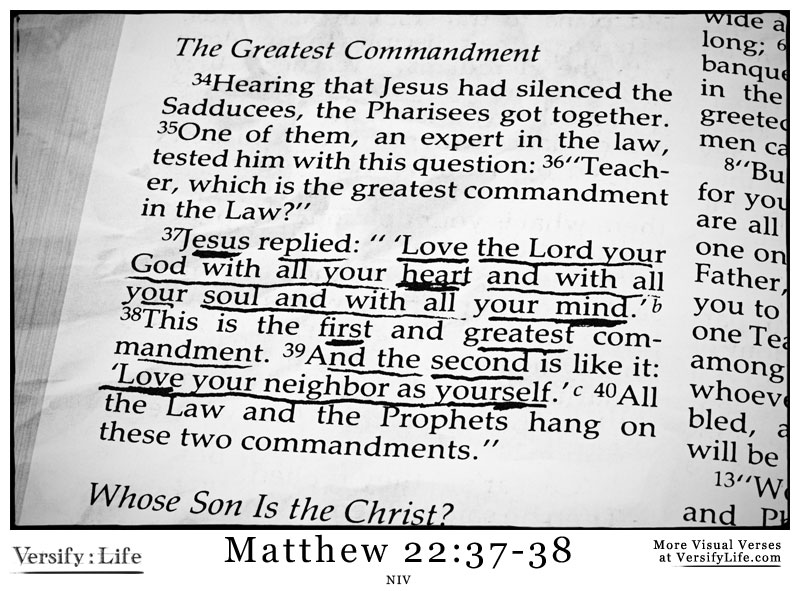 The Greatest Commandment
34Hearing that Jesus had silenced the
Sadducees, the Pharisees got together.
35One of them, an expert in the law,
tested him with this question: 36"Teach-
er, which is the greatest commandment
in the Law?"
37Jesus replied: " 'Love the Lord your
God with all your heart and with all
your soul and with all your mind.' b
38This is the first and greatest com-
mandment. 39And the second is like it:
'Love your neighbor as yourself.' c 40All
the Law and the Prophets hang on
these two commandments."
Whose Son Is the Christ?
wide a
long; 6
banque
in the
greeted
men ca
8"Bu
for you
are all
one on
Father,
you to
one Tea
among
whoeve
bled, a
will be
13"W
and
Versify:Life
Matthew 22:37-38
NIV
More Visual Verses
at VersifyLife.com